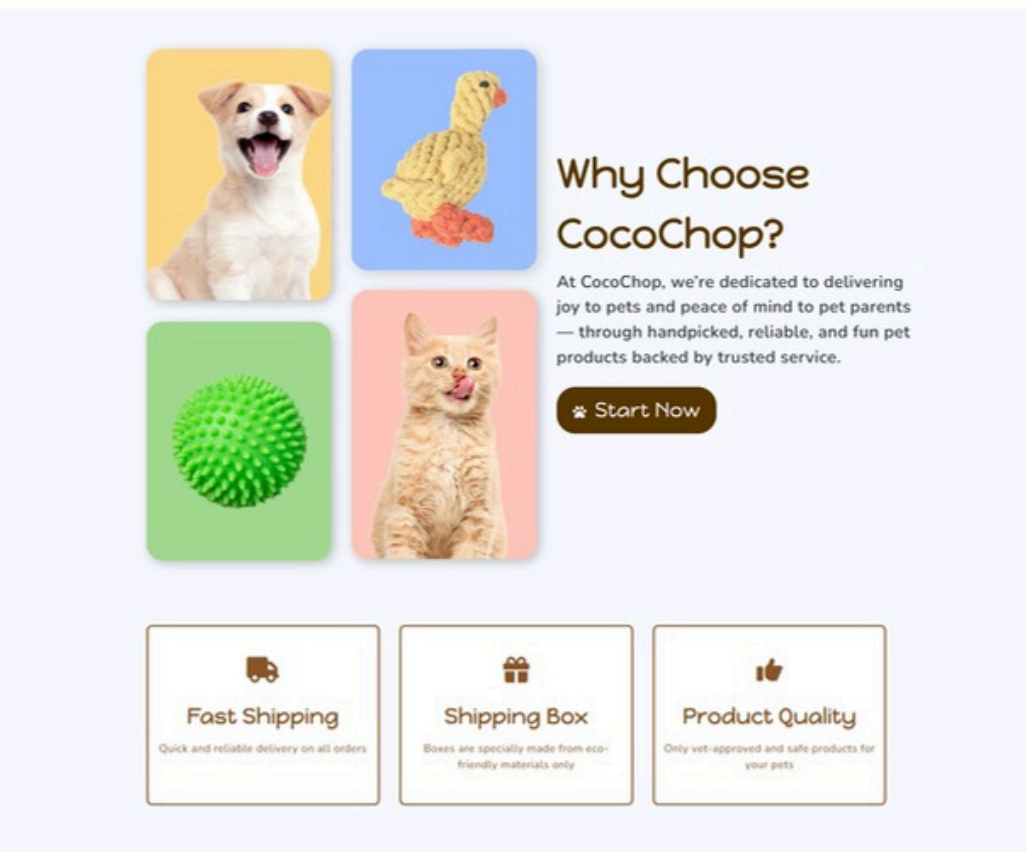 Why Choose
CocoChop?
At CocoChop, we're dedicated to delivering
joy to pets and peace of mind to pet parents
— through handpicked, reliable, and fun pet
products backed by trusted service.
Start Now
Fast Shipping
Quick and reliable delivery on all orders
Shipping Box
Boxes are specially made from eco-
friendly materials only
Product Quality
Only vet-approved and safe products for
your pets